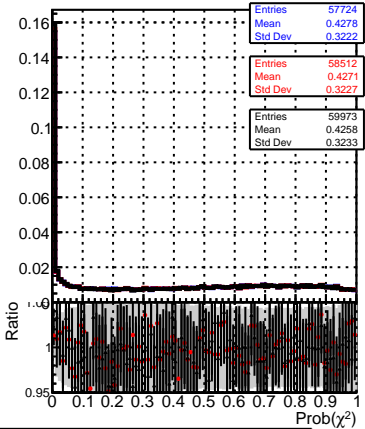 0.16
0.14
0.12
0.1
0.08
0.06
0.04
0.02
Entries 57724
Mean 0.4278
Std Dev 0.3222
Entries 58512
Mean 0.4271
Std Dev 0.3227
Entries 59973
Mean 0.4258
Std Dev 0.3233
Ratio
1
0.95
0 0.1 0.2 0.3 0.4 0.5 0.6 0.7 0.8 0.9 1
Prob(χ²)